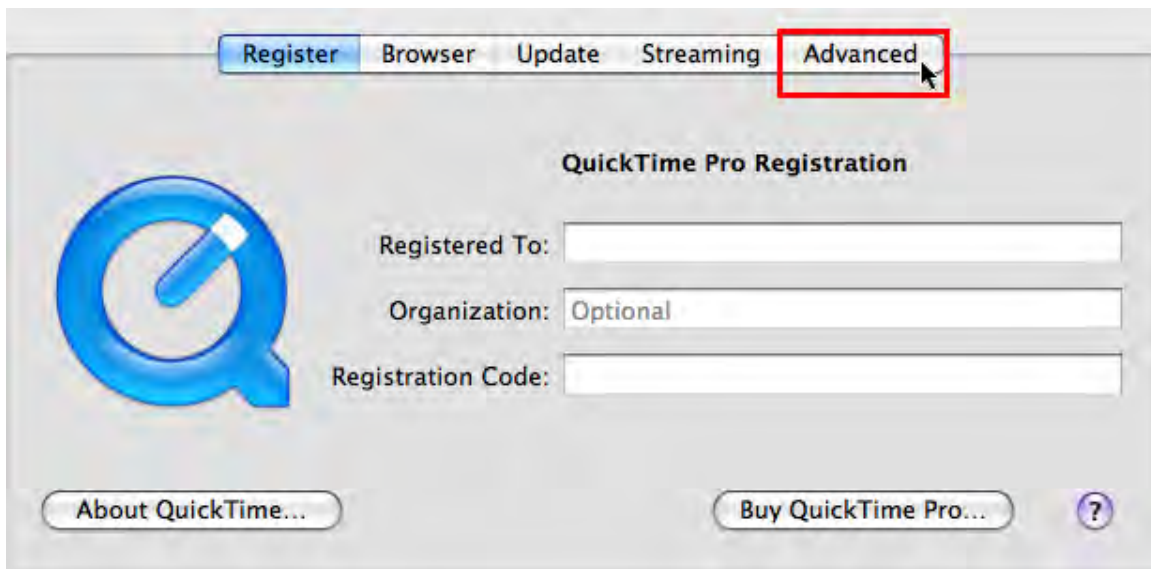 Register Browser Update Streaming Advanced
QuickTime Pro Registration
Registered To:
Organization: Optional
Registration Code:
About QuickTime... Buy QuickTime Pro... ?